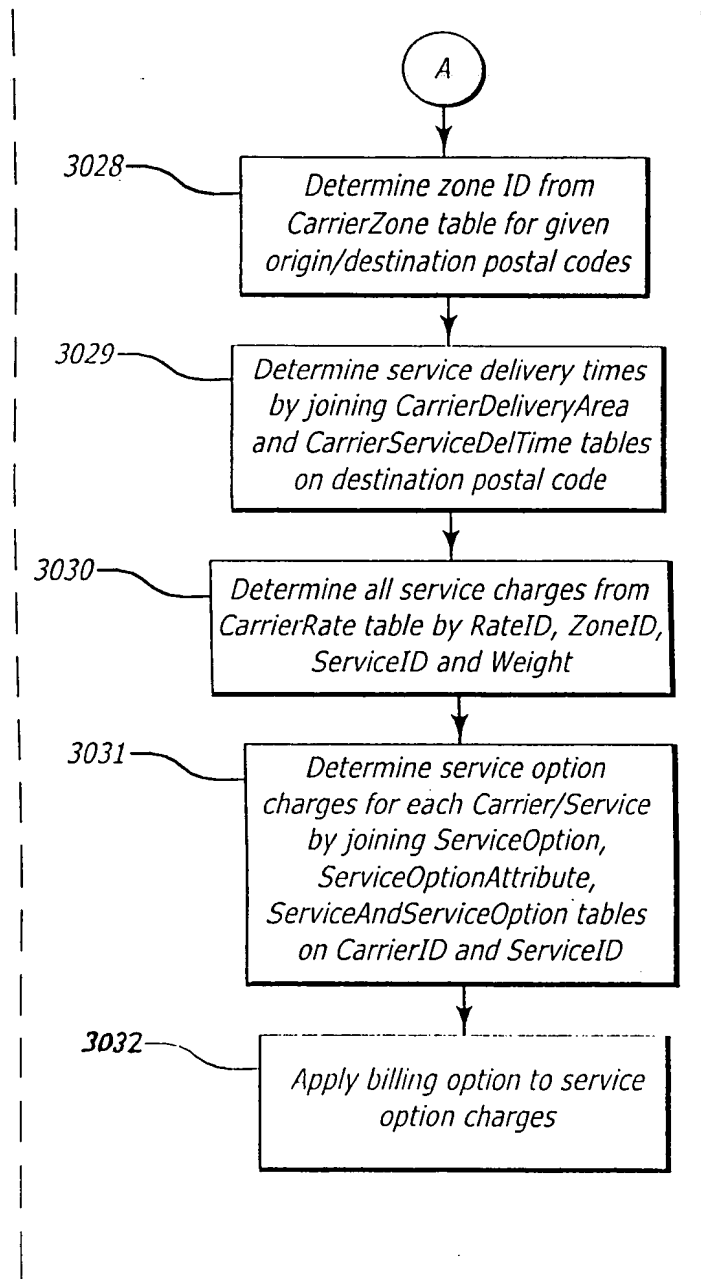 A
3028
Determine zone ID from
CarrierZone table for given
origin/destination postal codes
3029
Determine service delivery times
by joining CarrierDeliveryArea
and CarrierServiceDelTime tables
on destination postal code
3030
Determine all service charges from
CarrierRate table by RateID, ZoneID,
ServiceID and Weight
3031
Determine service option
charges for each Carrier/Service
by joining ServiceOption,
ServiceOptionAttribute,
ServiceAndServiceOption tables
on CarrierID and ServiceID
3032
Apply billing option to service
option charges